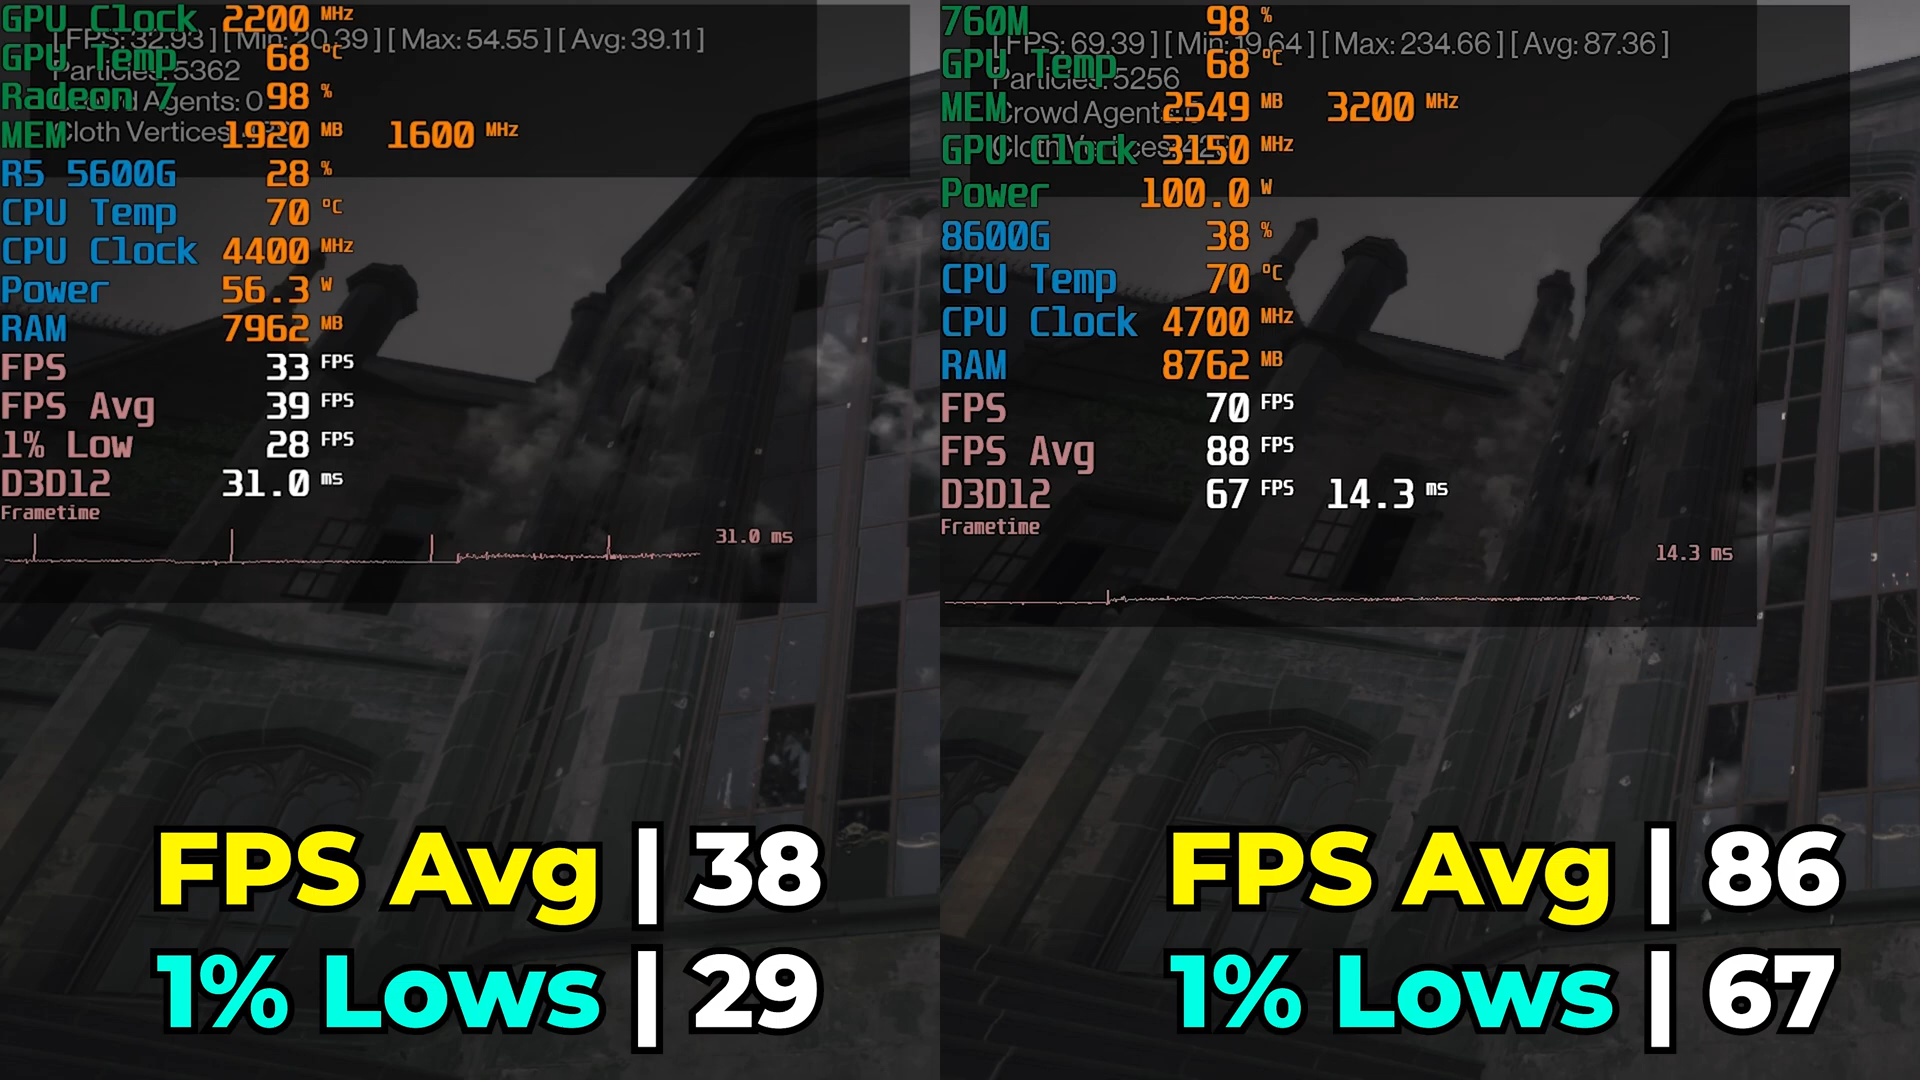 GPU Clock 2200 MHz
[ FPS: 32.93 ] [ Min: 20.39 ] [ Max: 54.55 ] [ Avg: 39.11 ]
GPU Temp 68 °C
Particles: 5362
Radeon 7 98 %
Crowd Agents: 0
MEM 1920 MB 1600 MHz
Cloth Vertices:
R5 5600G 28 %
CPU Temp 70 °C
CPU Clock 4400 MHz
Power 56.3 W
RAM 7962 MB
FPS 33 FPS
FPS Avg 39 FPS
1% Low 28 FPS
D3D12 31.0 ms
Frametime
31.0 ms
FPS Avg | 38
1% Lows | 29
760M 98 %
[ FPS: 69.39 ] [ Min: 19.64 ] [ Max: 234.66 ] [ Avg: 87.36 ]
GPU Temp 68 °C
Particles: 5256
MEM 2549 MB 3200 MHz
Crowd Agents:
GPU Clock 3150 MHz
Cloth Vertices:
Power 100.0 W
8600G 38 %
CPU Temp 70 °C
CPU Clock 4700 MHz
RAM 8762 MB
FPS 70 FPS
FPS Avg 88 FPS
D3D12 67 FPS 14.3 ms
Frametime
14.3 ms
FPS Avg | 86
1% Lows | 67